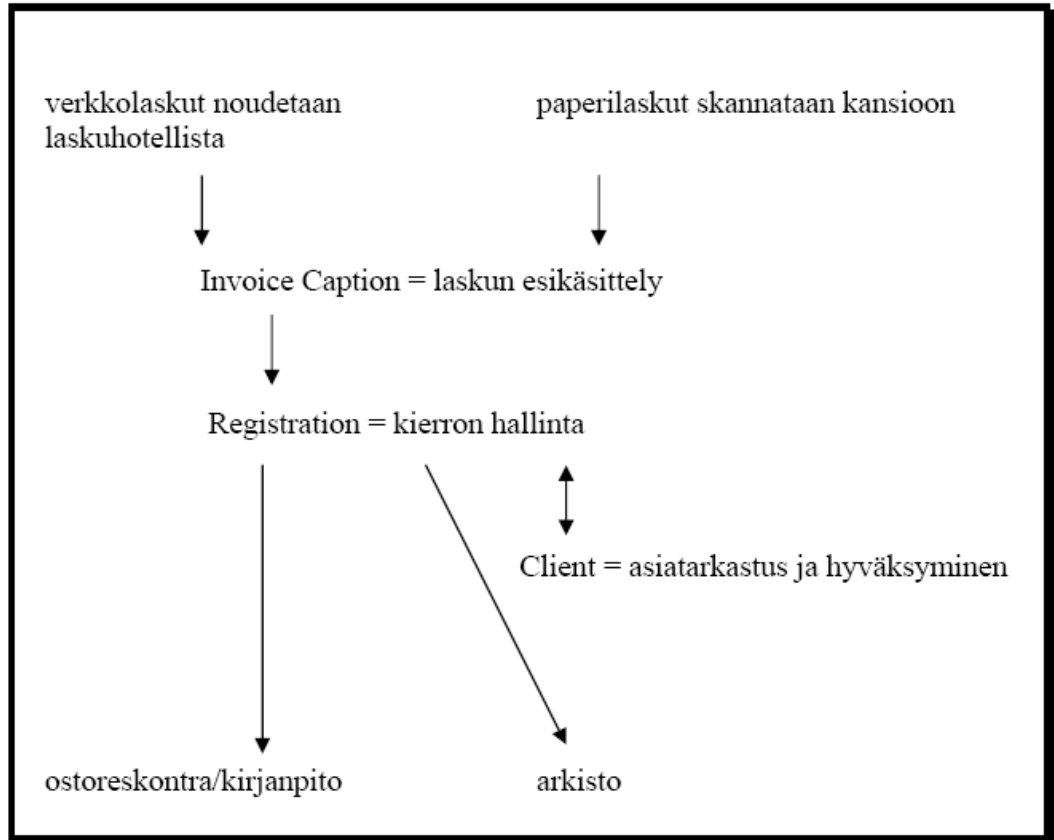 verkkolaskut noudetaan
laskuhotellista
paperilaskut skannataan kansioon
Invoice Caption = laskun esikäsittely
Registration = kierron hallinta
Client = asiatarkastus ja hyväksyminen
ostoreskontra/kirjanpito
arkisto